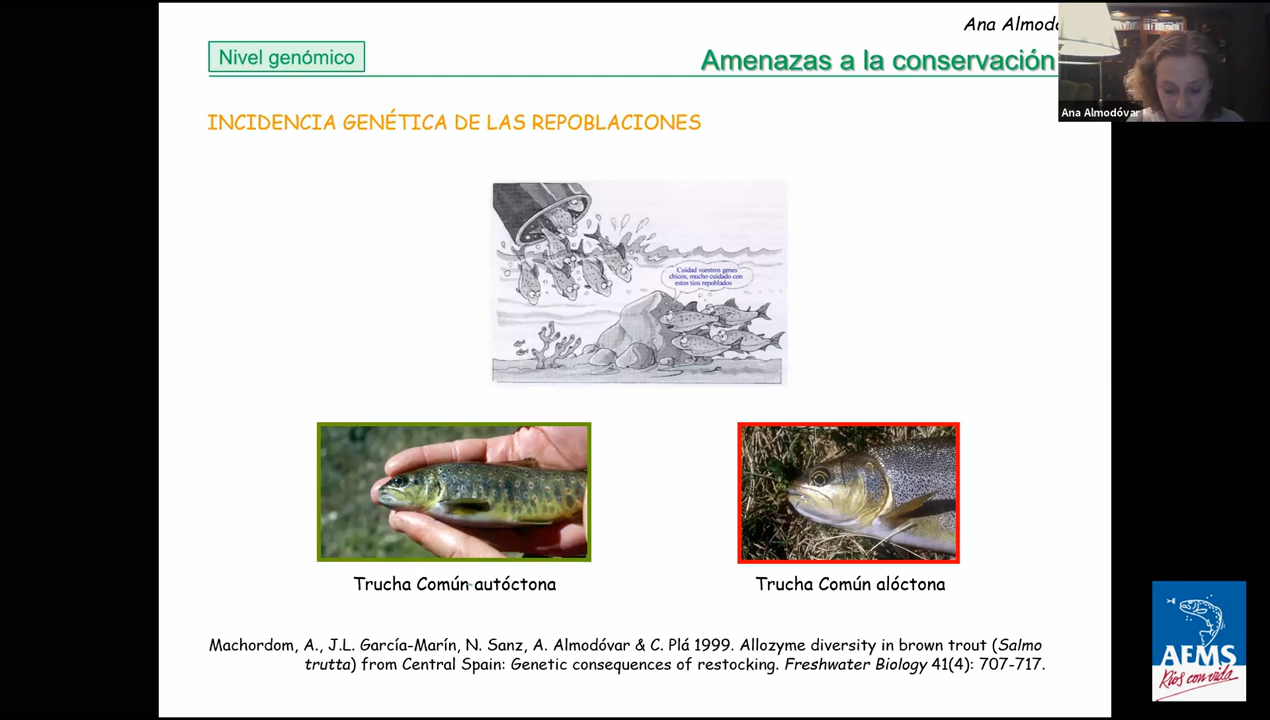 Ana Almodó
Nivel genómico
Amenazas a la conservación
Ana Almodóvar
INCIDENCIA GENÉTICA DE LAS REPOBLACIONES
Cuidad vuestros genes
chicos, mucho cuidado con
estos tíos repoblados
Trucha Común autóctona
Trucha Común alóctona
Machordom, A., J.L. García-Marín, N. Sanz, A. Almodóvar & C. Plá 1999. Allozyme diversity in brown trout (Salmo
trutta) from Central Spain: Genetic consequences of restocking. Freshwater Biology 41(4): 707-717.
AEMS
Ríos con vida